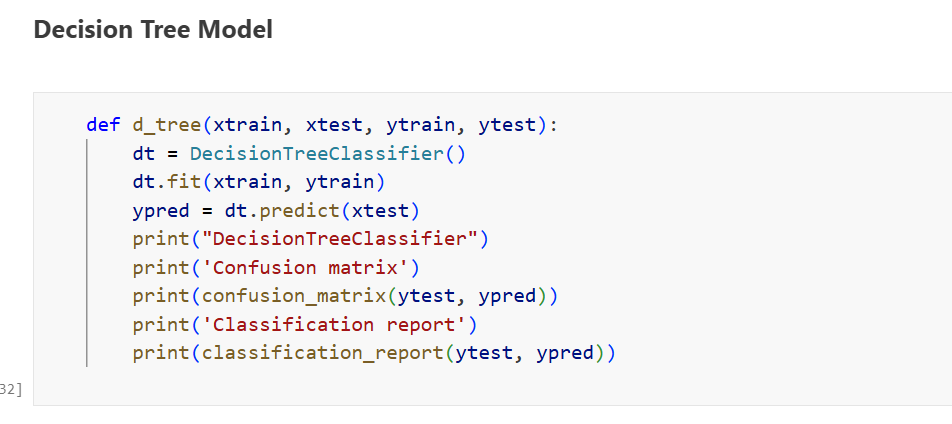 Decision Tree Model
def d_tree(xtrain, xtest, ytrain, ytest):
dt = DecisionTreeClassifier()
dt.fit(xtrain, ytrain)
ypred = dt.predict(xtest)
print("DecisionTreeClassifier")
print('Confusion matrix')
print(confusion_matrix(ytest, ypred))
print('Classification report')
print(classification_report(ytest, ypred))
32]